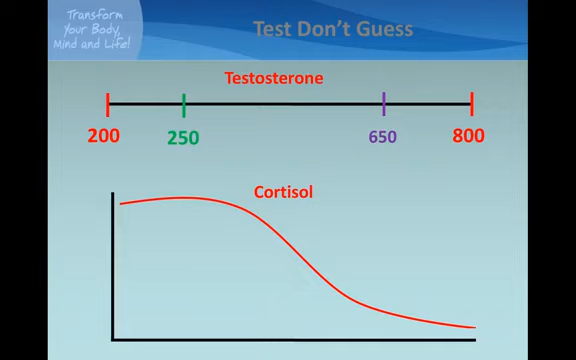 Transform
Your Body,
Mind and Life!
Test Don't Guess
Testosterone
200
250
650
800
Cortisol